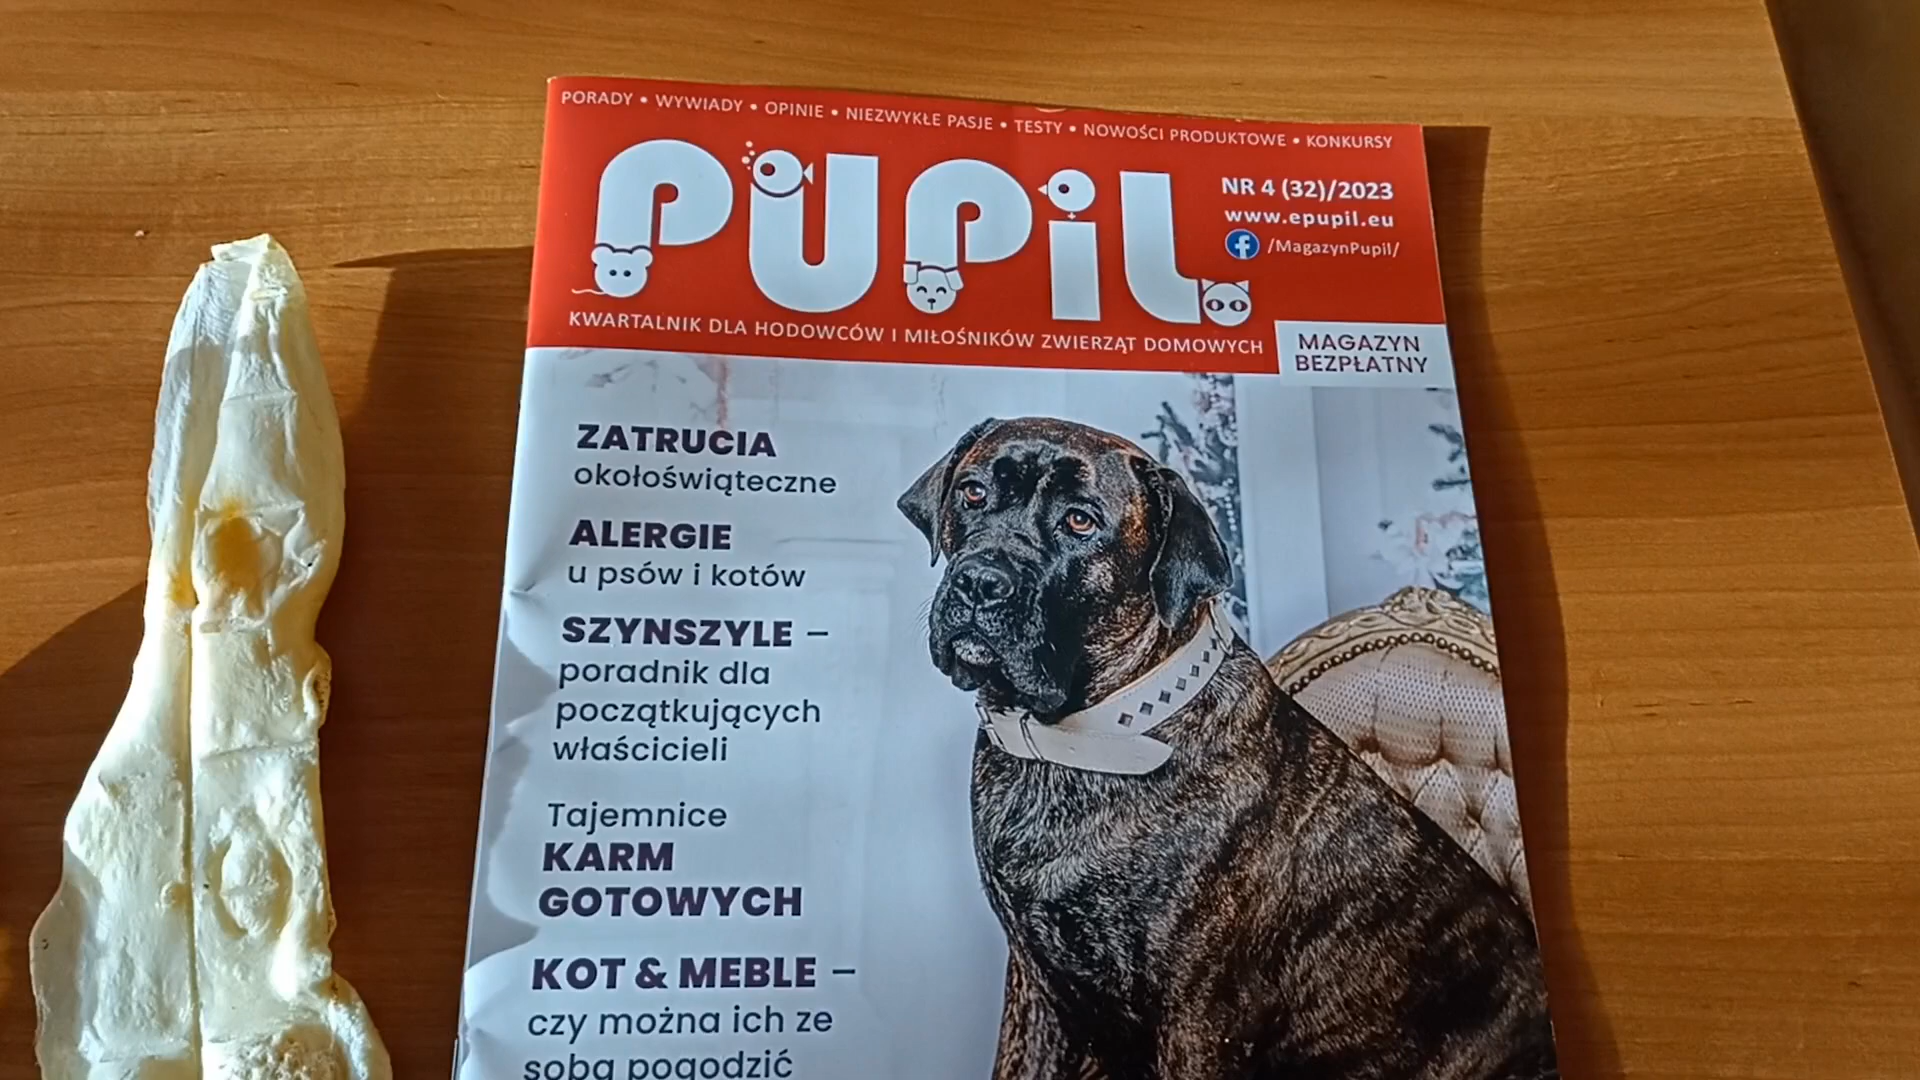 PORADY • WYWIADY • OPINIE • NIEZWYKŁE PASJE • TESTY • NOWOŚCI PRODUKTOWE • KONKURSY
PUPiL
NR 4 (32)/2023
www.epupil.eu
/MagazynPupil/
KWARTALNIK DLA HODOWCÓW I MIŁOŚNIKÓW ZWIERZĄT DOMOWYCH
MAGAZYN
BEZPŁATNY
ZATRUCIA
okołoświąteczne
ALERGIE
u psów i kotów
SZYNSZYLE –
poradnik dla
początkujących
właścicieli
Tajemnice
KARM
GOTOWYCH
KOT & MEBLE –
czy można ich ze
sobą pogodzić